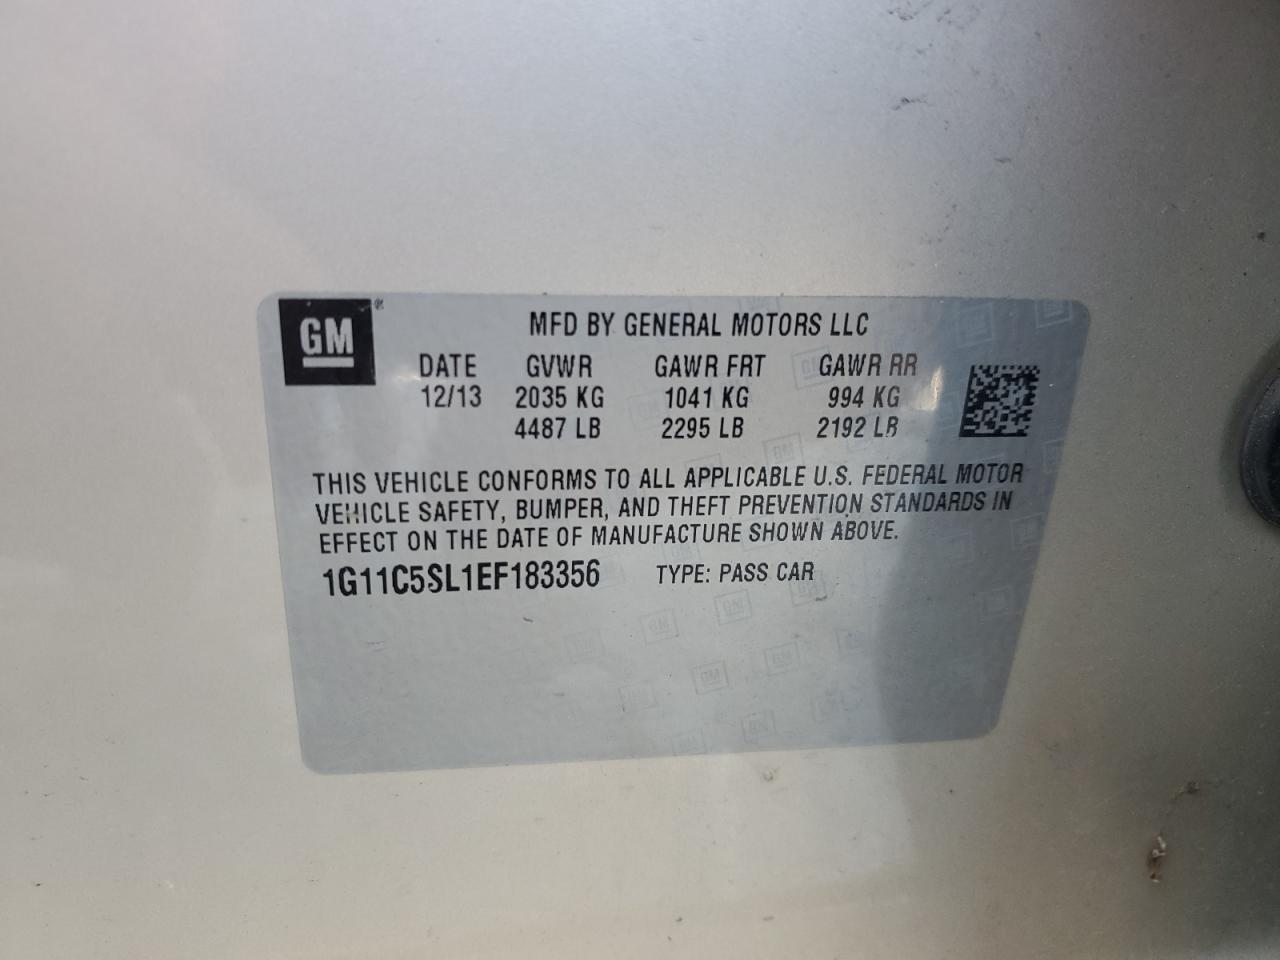 GM®
MFD BY GENERAL MOTORS LLC
DATE GVWR GAWR FRT GAWR RR
12/13 2035 KG 1041 KG 994 KG
4487 LB 2295 LB 2192 LB
THIS VEHICLE CONFORMS TO ALL APPLICABLE U.S. FEDERAL MOTOR
VEHICLE SAFETY, BUMPER, AND THEFT PREVENTION STANDARDS IN
EFFECT ON THE DATE OF MANUFACTURE SHOWN ABOVE.
1G11C5SL1EF183356 TYPE: PASS CAR